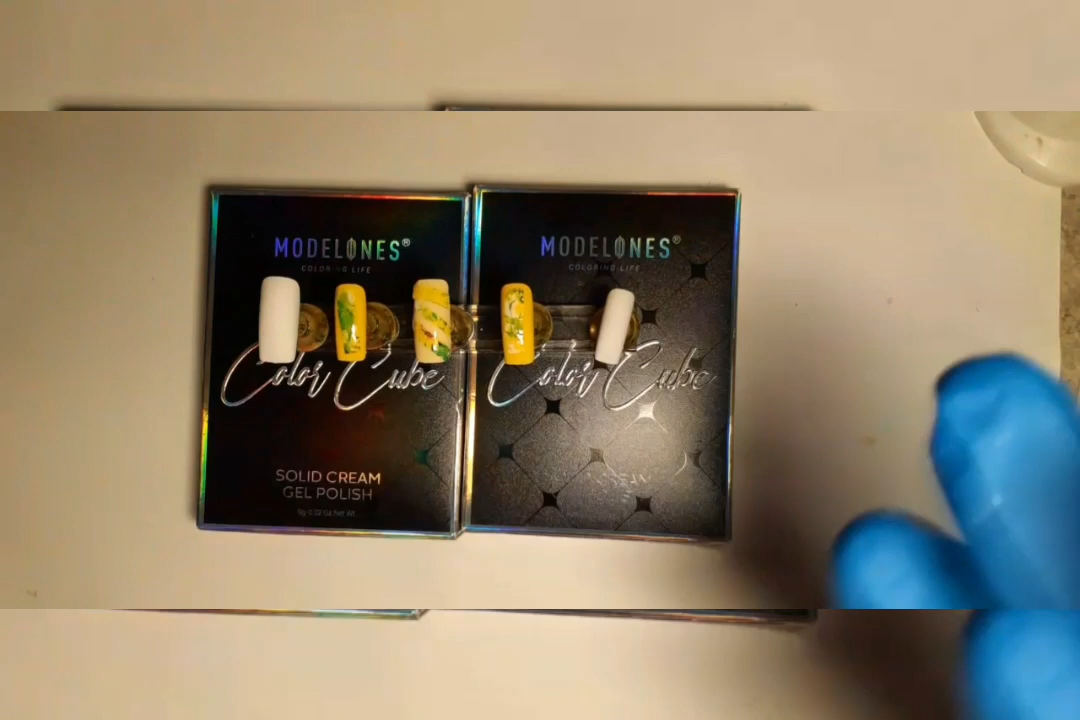 MODELONES®
COLORING LIFE
Color Cube
SOLID CREAM
GEL POLISH
MODELONES®
COLORING LIFE
Color Cube